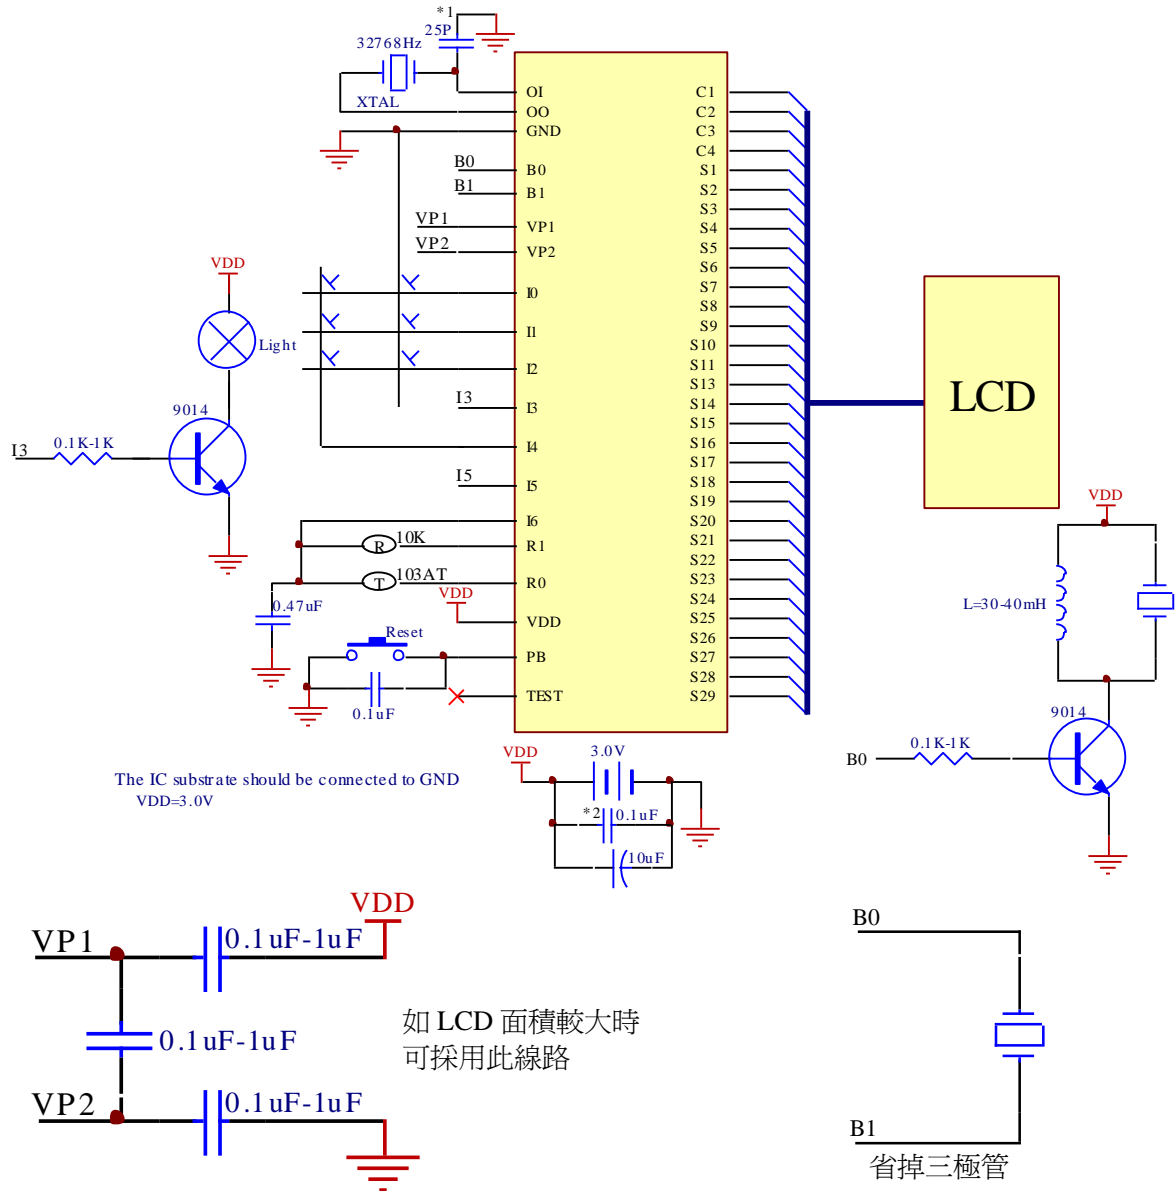 *1
25P
32768Hz
XTAL
OI
OO
GND
B0
B0
B1
B1
VP1
VP1
VP2
VP2
I0
I1
I2
I3
I3
I4
I5
I5
I6
10K
R
R1
103AT
T
R0
0.47uF
VDD
VDD
Reset
PB
0.1uF
TEST
C1
C2
C3
C4
S1
S2
S3
S4
S5
S6
S7
S8
S9
S10
S11
S13
S14
S15
S16
S17
S18
S19
S20
S21
S22
S23
S24
S25
S26
S27
S28
S29
LCD
VDD
Light
9014
I3
0.1K-1K
VDD
L=30-40mH
9014
B0
0.1K-1K
The IC substrate should be connected to GND
VDD=3.0V
VDD
3.0V
*2
0.1uF
10uF
VDD
VP1
0.1uF-1uF
0.1uF-1uF
VP2
0.1uF-1uF
如 LCD 面積較大時
可採用此線路
B0
B1
省掉三極管